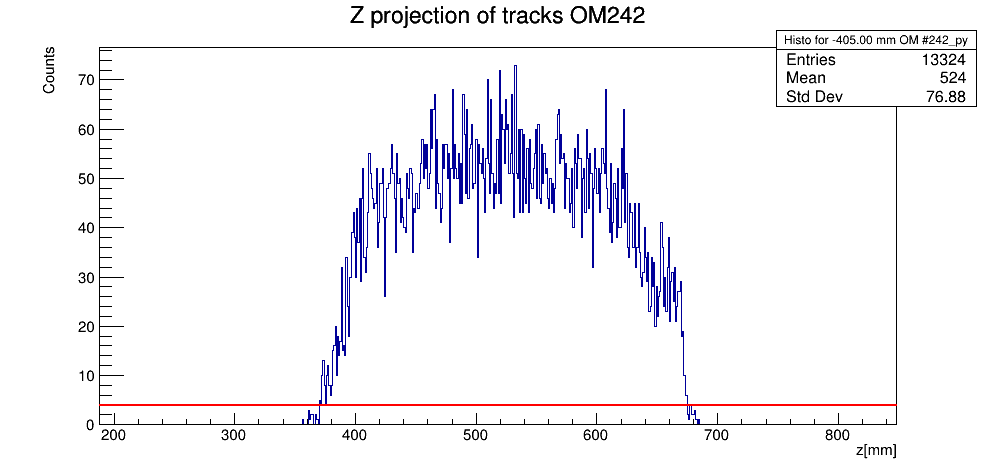 Z projection of tracks OM242
Histo for -405.00 mm OM #242_py
Entries 13324
Mean 524
Std Dev 76.88
Counts
70
60
50
40
30
20
10
0
200 300 400 500 600 700 800
z[mm]